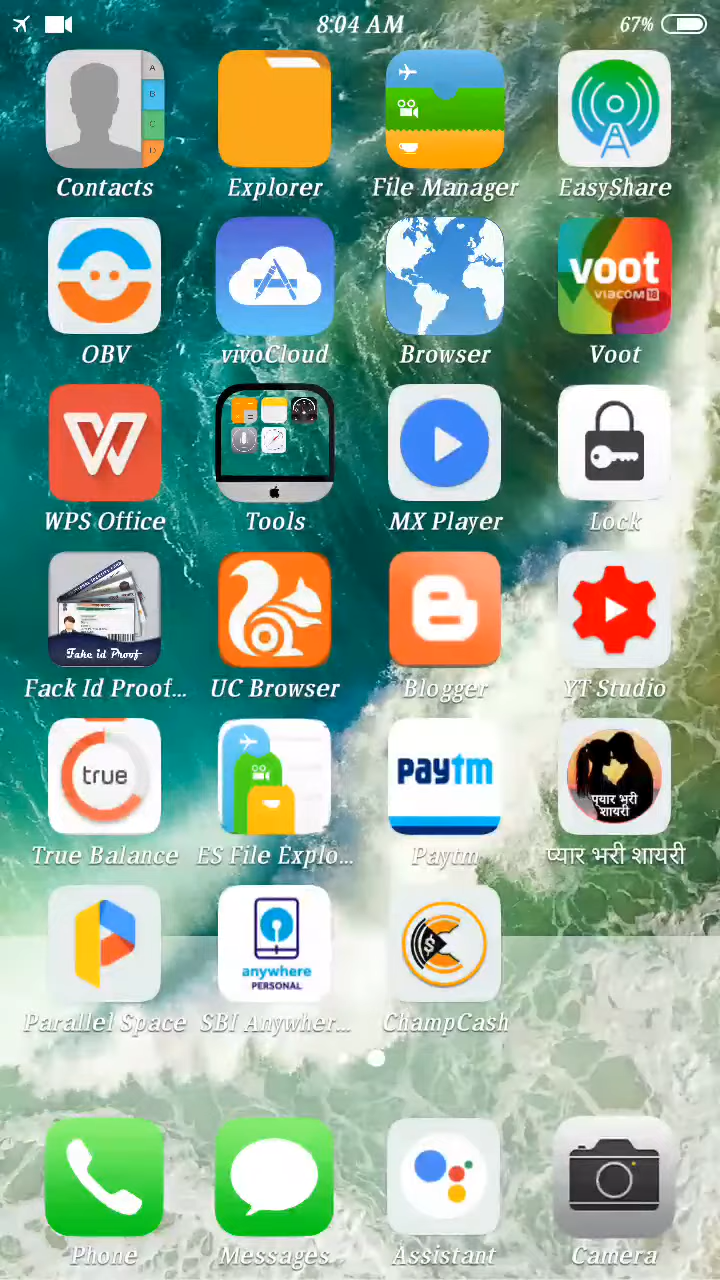 8:04 AM 67%
A
B
C
D
Contacts Explorer File Manager EasyShare
voot
VIACOM 18
OBV vivoCloud Browser Voot
WPS Office Tools MX Player Lock
Fake id Proof
Fack Id Proof... UC Browser Blogger YT Studio
true paytm
प्यार भरी
शायरी
True Balance ES File Explo... Paytm प्यार भरी शायरी
anywhere
PERSONAL
$
Parallel Space SBI Anywher... ChampCash
Phone Messages Assistant Camera